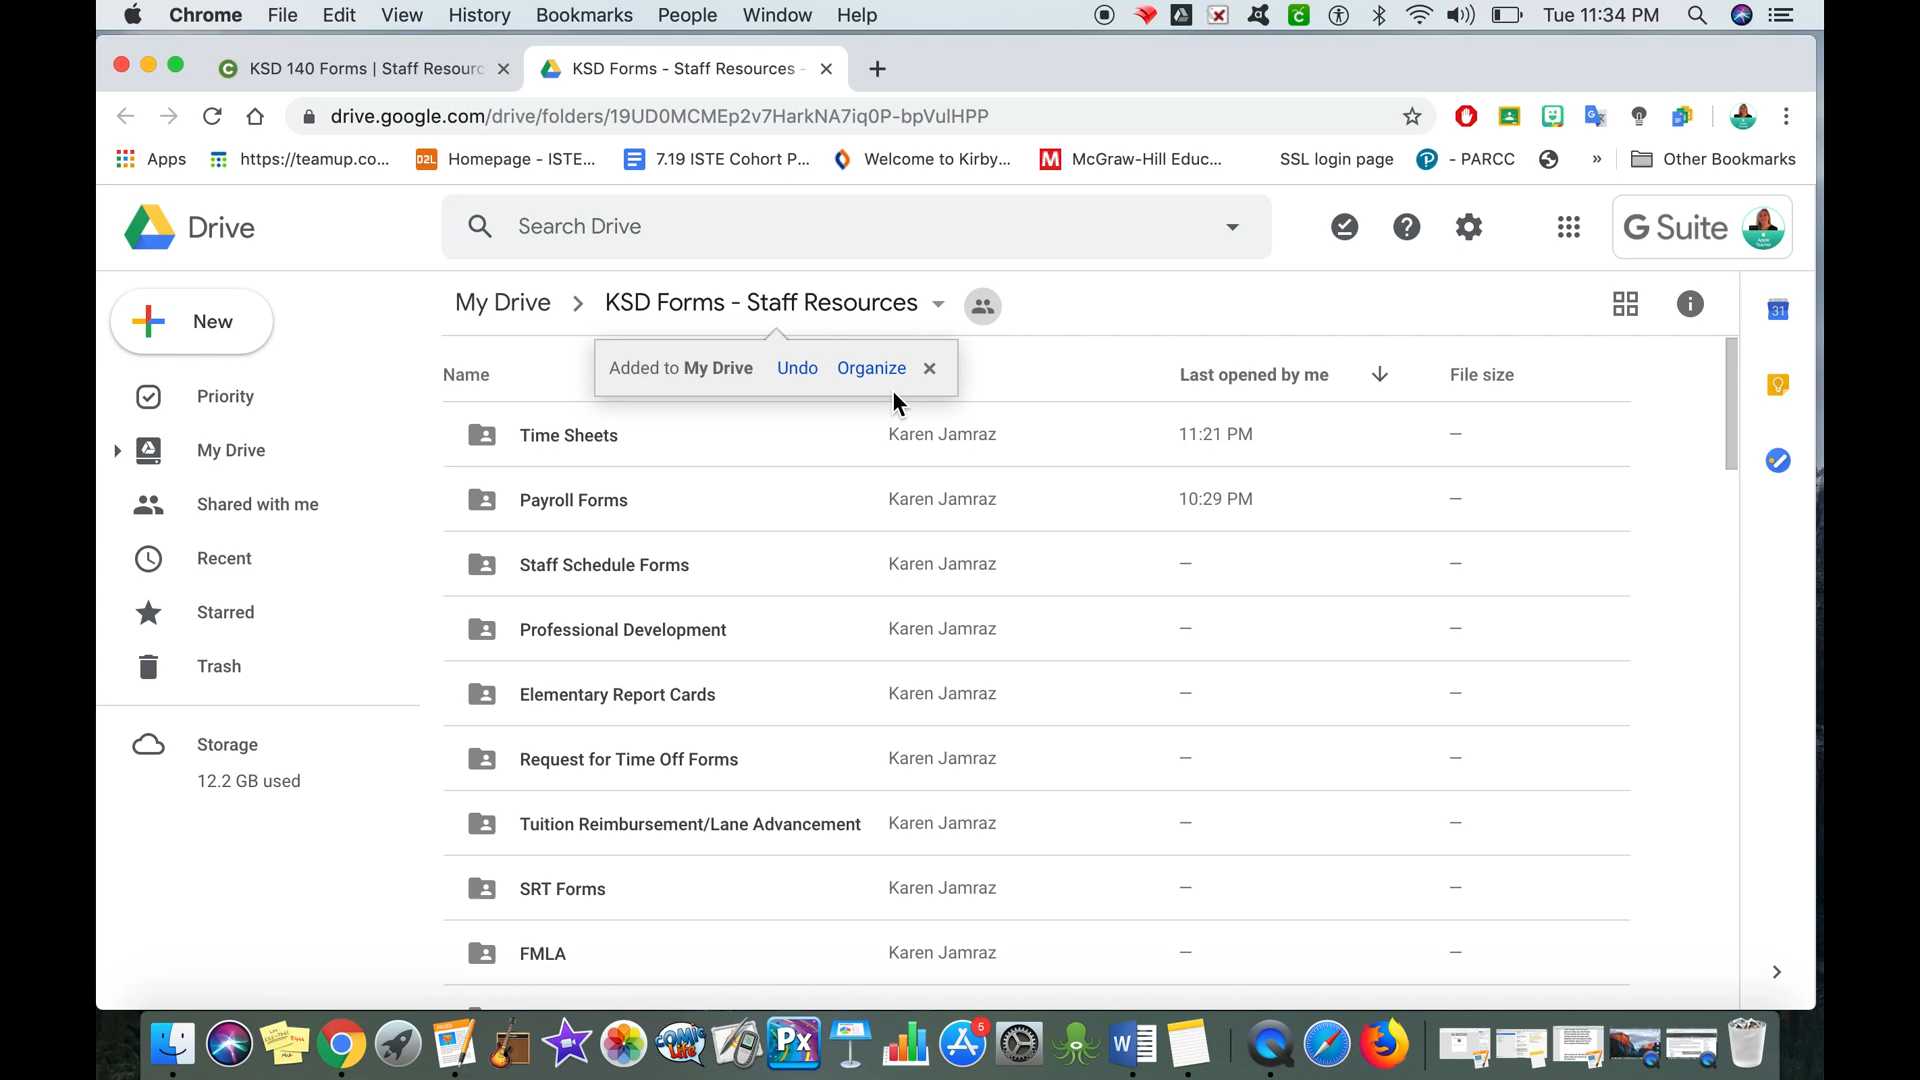 Chrome File Edit View History Bookmarks People Window Help Tue 11:34 PM
KSD 140 Forms | Staff Resourc KSD Forms - Staff Resources -
drive.google.com/drive/folders/19UD0MCMEp2v7HarkNA7iq0P-bpVulHPP
Apps https://teamup.co... D2L Homepage - ISTE... 7.19 ISTE Cohort P... Welcome to Kirby... M McGraw-Hill Educ... SSL login page - PARCC » Other Bookmarks
Drive Search Drive G Suite
New
My Drive > KSD Forms - Staff Resources
Added to My Drive Undo Organize
Name Last opened by me File size
Priority
My Drive
Shared with me
Recent
Starred
Trash
Storage
12.2 GB used
Time Sheets Karen Jamraz 11:21 PM —
Payroll Forms Karen Jamraz 10:29 PM —
Staff Schedule Forms Karen Jamraz — —
Professional Development Karen Jamraz — —
Elementary Report Cards Karen Jamraz — —
Request for Time Off Forms Karen Jamraz — —
Tuition Reimbursement/Lane Advancement Karen Jamraz — —
SRT Forms Karen Jamraz — —
FMLA Karen Jamraz — —
31
COMIC Life Px 5 W